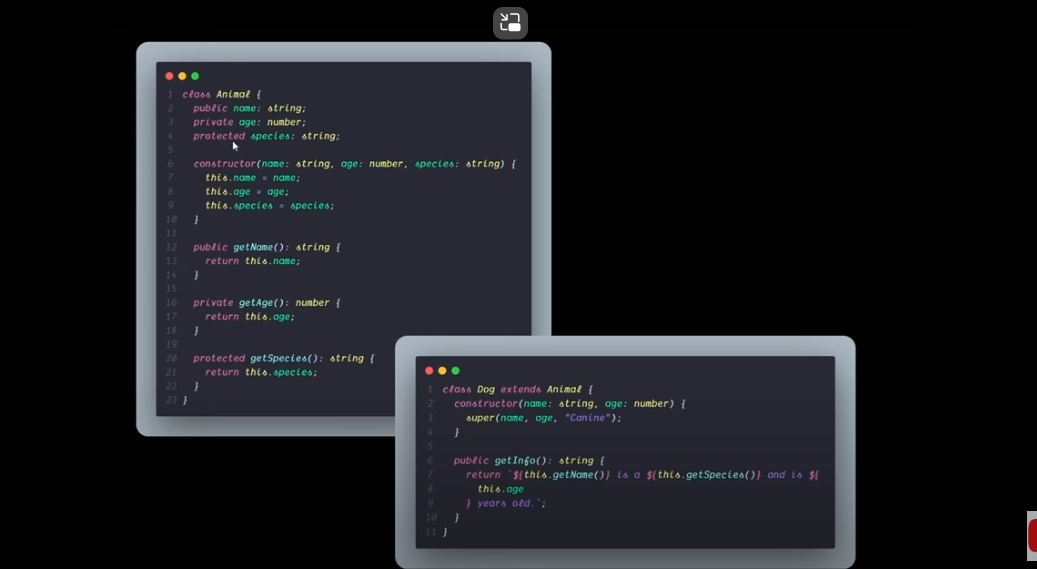 1 class Animal {
2 public name: string;
3 private age: number;
4 protected species: string;
5
6 constructor(name: string, age: number, species: string) {
7 this.name = name;
8 this.age = age;
9 this.species = species;
10 }
11
12 public getName(): string {
13 return this.name;
14 }
15
16 private getAge(): number {
17 return this.age;
18 }
19
20 protected getSpecies(): string {
21 return this.species;
22 }
23 }
1 class Dog extends Animal {
2 constructor(name: string, age: number) {
3 super(name, age, "Canine");
4 }
5
6 public getInfo(): string {
7 return `${this.getName()} is a ${this.getSpecies()} and is ${
8 this.age
9 } years old.`;
10 }
11 }